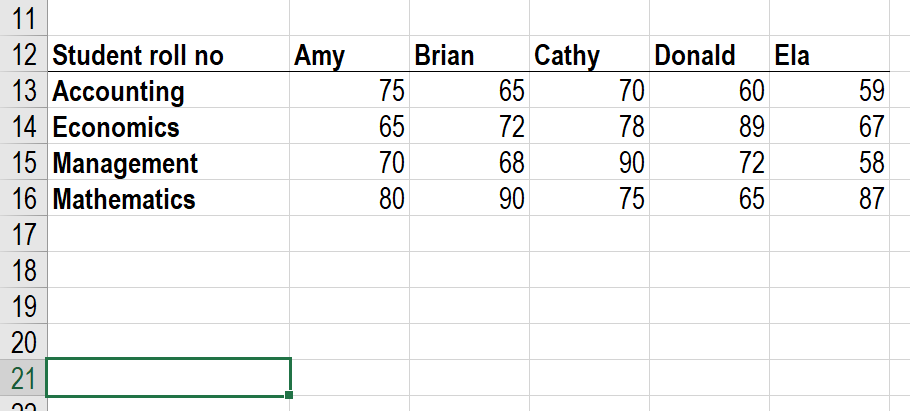 11
12 Student roll no Amy Brian Cathy Donald Ela
13 Accounting 75 65 70 60 59
14 Economics 65 72 78 89 67
15 Management 70 68 90 72 58
16 Mathematics 80 90 75 65 87
17
18
19
20
21
22